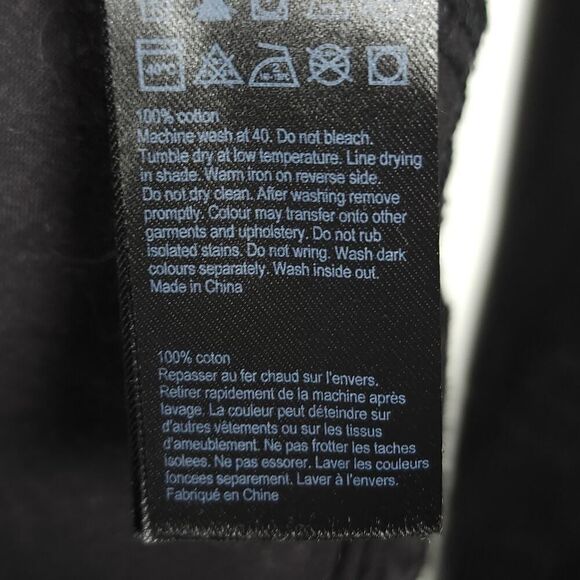 100% cotton
Machine wash at 40. Do not bleach.
Tumble dry at low temperature. Line drying
in shade. Warm iron on reverse side.
Do not dry clean. After washing remove
promptly. Colour may transfer onto other
garments and upholstery. Do not rub
isolated stains. Do not wring. Wash dark
colours separately. Wash inside out.
Made in China
100% coton
Repasser au fer chaud sur l'envers.
Retirer rapidement de la machine après
lavage. La couleur peut déteindre sur
d'autres vêtements ou sur les tissus
d'ameublement. Ne pas frotter les taches
isolees. Ne pas essorer. Laver les couleurs
foncees separement. Laver à l'envers.
Fabriqué en Chine